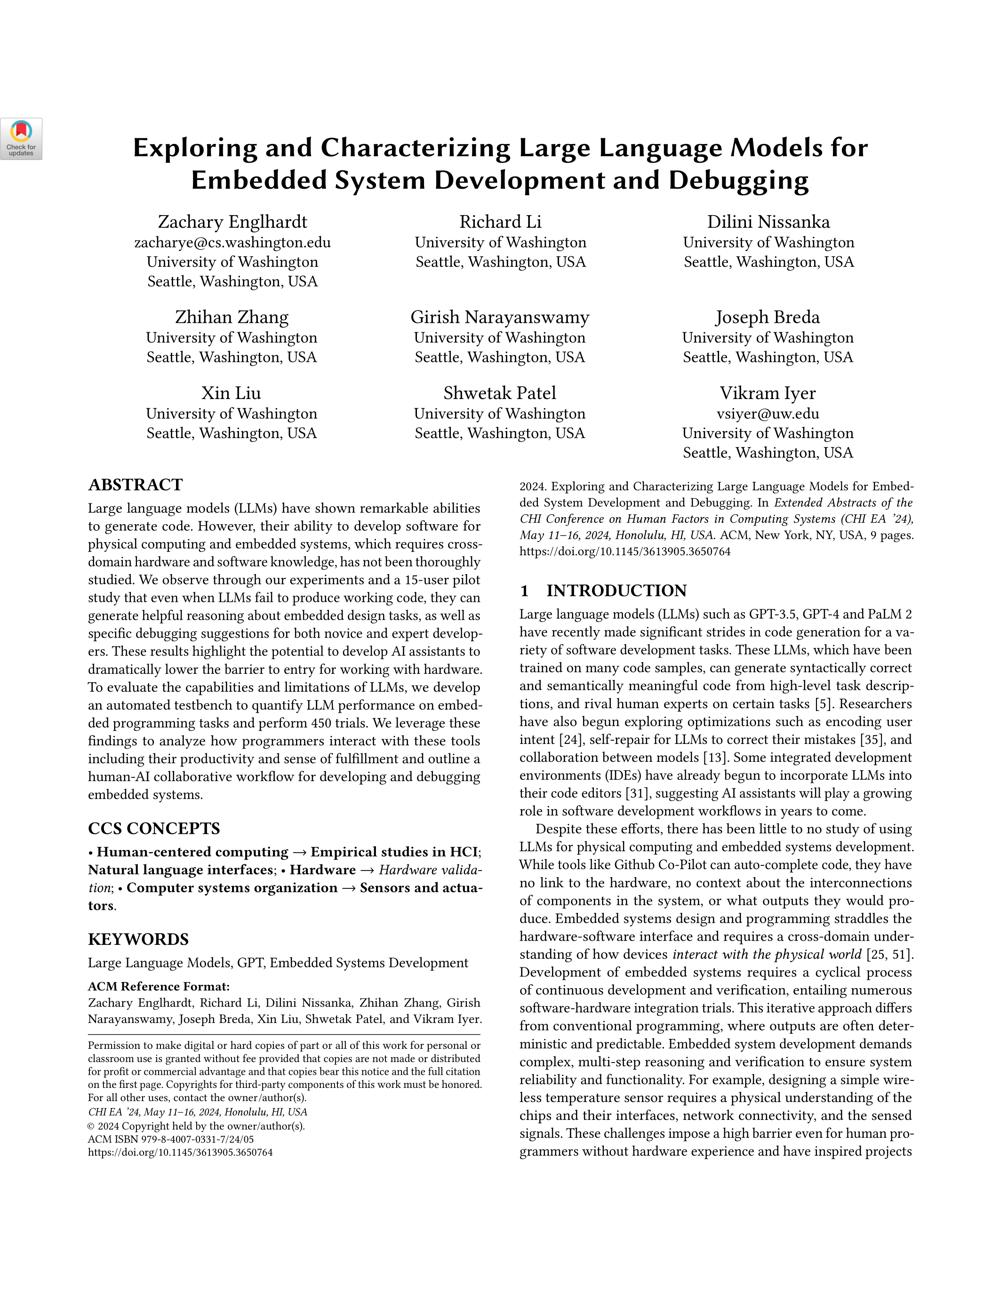 Check for
updates
Exploring and Characterizing Large Language Models for
Embedded System Development and Debugging
Zachary Englhardt
zacharye@cs.washington.edu
University of Washington
Seattle, Washington, USA
Richard Li
University of Washington
Seattle, Washington, USA
Dilini Nissanka
University of Washington
Seattle, Washington, USA
Zhihan Zhang
University of Washington
Seattle, Washington, USA
Girish Narayanswamy
University of Washington
Seattle, Washington, USA
Joseph Breda
University of Washington
Seattle, Washington, USA
Xin Liu
University of Washington
Seattle, Washington, USA
Shwetak Patel
University of Washington
Seattle, Washington, USA
Vikram Iyer
vsiyer@uw.edu
University of Washington
Seattle, Washington, USA
ABSTRACT
Large language models (LLMs) have shown remarkable abilities
to generate code. However, their ability to develop software for
physical computing and embedded systems, which requires cross-
domain hardware and software knowledge, has not been thoroughly
studied. We observe through our experiments and a 15-user pilot
study that even when LLMs fail to produce working code, they can
generate helpful reasoning about embedded design tasks, as well as
specific debugging suggestions for both novice and expert develop-
ers. These results highlight the potential to develop AI assistants to
dramatically lower the barrier to entry for working with hardware.
To evaluate the capabilities and limitations of LLMs, we develop
an automated testbench to quantify LLM performance on embed-
ded programming tasks and perform 450 trials. We leverage these
findings to analyze how programmers interact with these tools
including their productivity and sense of fulfillment and outline a
human-AI collaborative workflow for developing and debugging
embedded systems.
CCS CONCEPTS
• Human-centered computing → Empirical studies in HCI;
Natural language interfaces; • Hardware → Hardware valida-
tion; • Computer systems organization → Sensors and actua-
tors.
KEYWORDS
Large Language Models, GPT, Embedded Systems Development
ACM Reference Format:
Zachary Englhardt, Richard Li, Dilini Nissanka, Zhihan Zhang, Girish
Narayanswamy, Joseph Breda, Xin Liu, Shwetak Patel, and Vikram Iyer.
Permission to make digital or hard copies of part or all of this work for personal or
classroom use is granted without fee provided that copies are not made or distributed
for profit or commercial advantage and that copies bear this notice and the full citation
on the first page. Copyrights for third-party components of this work must be honored.
For all other uses, contact the owner/author(s).
CHI EA '24, May 11–16, 2024, Honolulu, HI, USA
© 2024 Copyright held by the owner/author(s).
ACM ISBN 979-8-4007-0331-7/24/05
https://doi.org/10.1145/3613905.3650764
2024. Exploring and Characterizing Large Language Models for Embed-
ded System Development and Debugging. In Extended Abstracts of the
CHI Conference on Human Factors in Computing Systems (CHI EA '24),
May 11–16, 2024, Honolulu, HI, USA. ACM, New York, NY, USA, 9 pages.
https://doi.org/10.1145/3613905.3650764
1 INTRODUCTION
Large language models (LLMs) such as GPT-3.5, GPT-4 and PaLM 2
have recently made significant strides in code generation for a va-
riety of software development tasks. These LLMs, which have been
trained on many code samples, can generate syntactically correct
and semantically meaningful code from high-level task descrip-
tions, and rival human experts on certain tasks [5]. Researchers
have also begun exploring optimizations such as encoding user
intent [24], self-repair for LLMs to correct their mistakes [35], and
collaboration between models [13]. Some integrated development
environments (IDEs) have already begun to incorporate LLMs into
their code editors [31], suggesting AI assistants will play a growing
role in software development workflows in years to come.
Despite these efforts, there has been little to no study of using
LLMs for physical computing and embedded systems development.
While tools like Github Co-Pilot can auto-complete code, they have
no link to the hardware, no context about the interconnections
of components in the system, or what outputs they would pro-
duce. Embedded systems design and programming straddles the
hardware-software interface and requires a cross-domain under-
standing of how devices interact with the physical world [25, 51].
Development of embedded systems requires a cyclical process
of continuous development and verification, entailing numerous
software-hardware integration trials. This iterative approach differs
from conventional programming, where outputs are often deter-
ministic and predictable. Embedded system development demands
complex, multi-step reasoning and verification to ensure system
reliability and functionality. For example, designing a simple wire-
less temperature sensor requires a physical understanding of the
chips and their interfaces, network connectivity, and the sensed
signals. These challenges impose a high barrier even for human pro-
grammers without hardware experience and have inspired projects